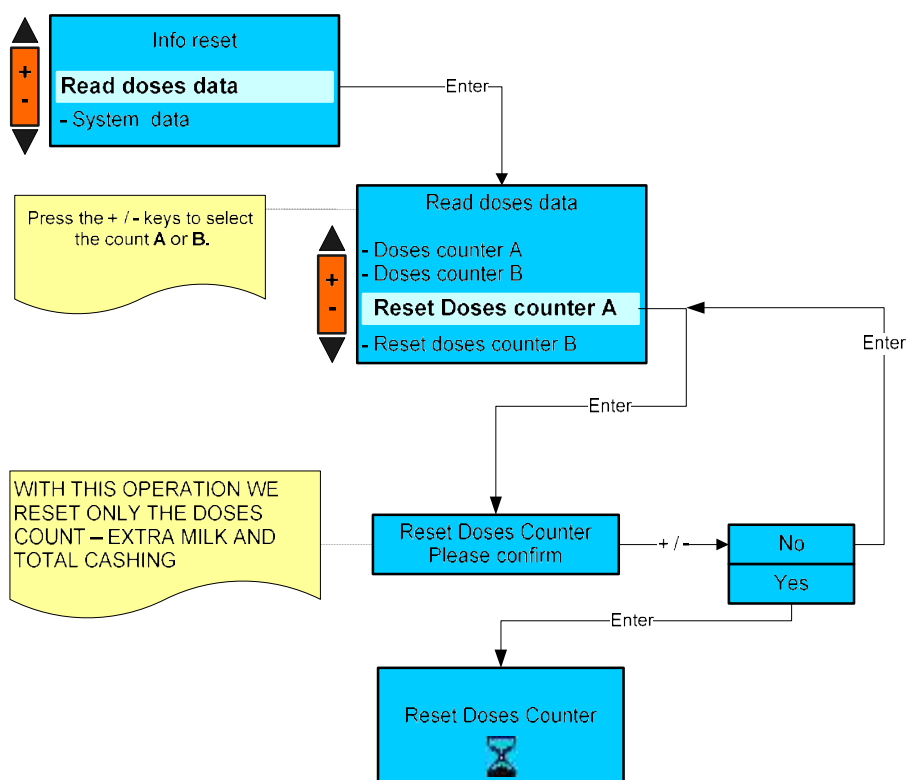 Info reset
+
-
Read doses data
- System data
Enter
Press the + / - keys to select
the count A or B.
Read doses data
- Doses counter A
- Doses counter B
+
-
Reset Doses counter A
- Reset doses counter B
Enter
Enter
WITH THIS OPERATION WE
RESET ONLY THE DOSES
COUNT – EXTRA MILK AND
TOTAL CASHING
Reset Doses Counter
Please confirm
+ / -
No
Yes
Enter
Reset Doses Counter